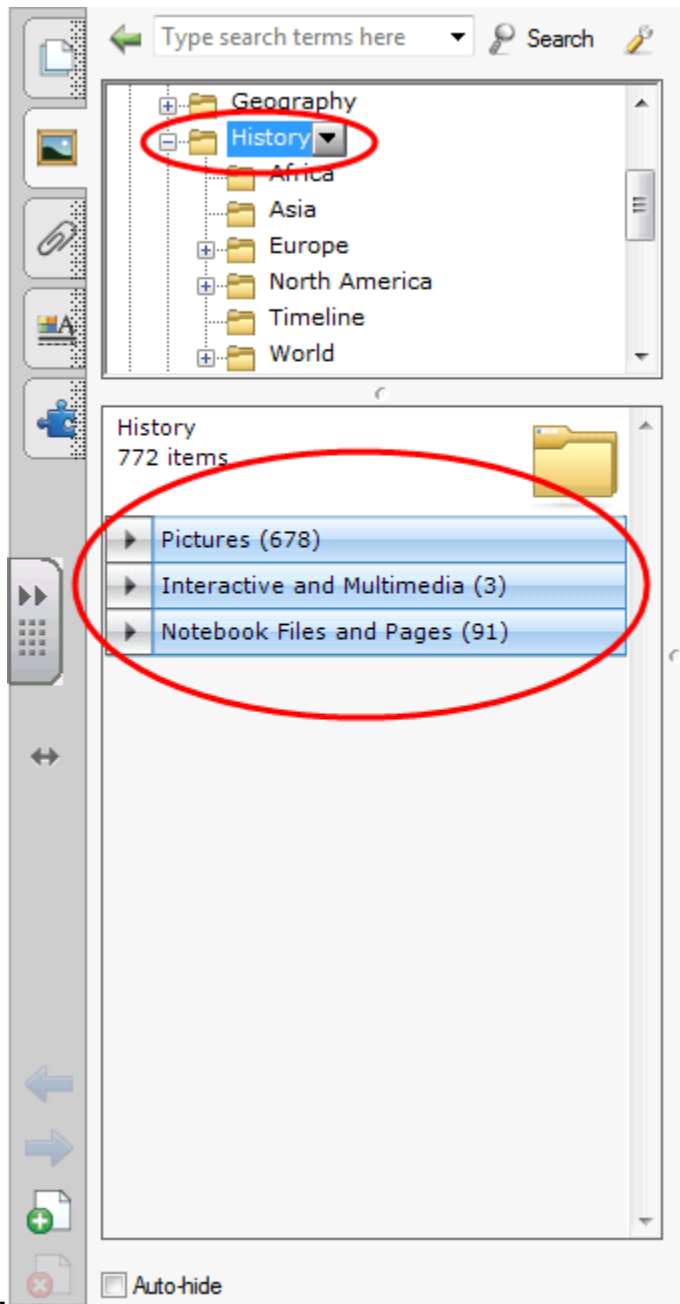 Type search terms here
Search
Geography
History
Africa
Asia
Europe
North America
Timeline
World
History
772 items
Pictures (678)
Interactive and Multimedia (3)
Notebook Files and Pages (91)
Auto-hide